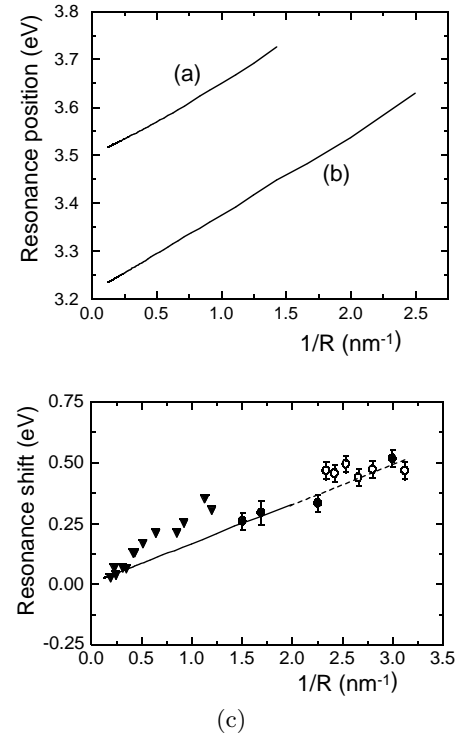 3.8
3.7
3.6
3.5
3.4
3.3
3.2
Resonance position (eV)
(a)
(b)
0.0 0.5 1.0 1.5 2.0 2.5
1/R (nm⁻¹)
0.75
0.50
0.25
0.00
-0.25
Resonance shift (eV)
0.0 0.5 1.0 1.5 2.0 2.5 3.0 3.5
1/R (nm⁻¹)
(c)